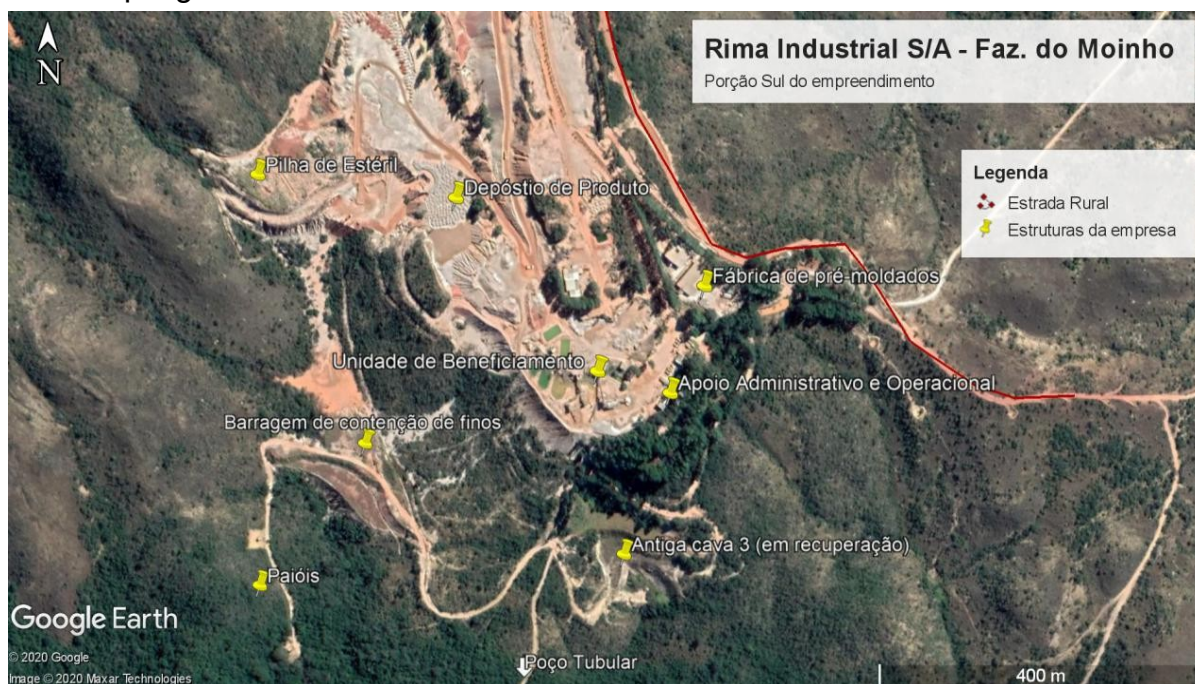 N
Rima Industrial S/A - Faz. do Moinho
Porção Sul do empreendimento
Legenda
Estrada Rural
Estruturas da empresa
Pilha de Estéril
Depóstio de Produto
Fábrica de pré-moldados
Unidade de Beneficiamento
Apoio Administrativo e Operacional
Barragem de contenção de finos
Antiga cava 3 (em recuperação)
Paióis
Google Earth
Poço Tubular
© 2020 Google
Image © 2020 Maxar Technologies
400 m